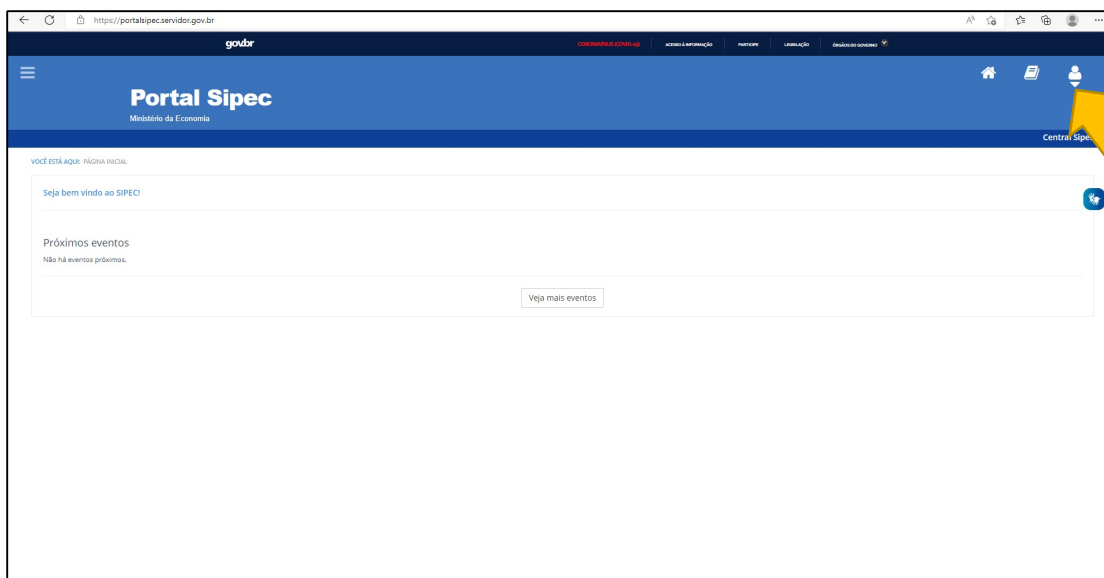 https://portalsipec.servidor.gov.br
gov.br
CORONAVÍRUS (COVID-19)
ACESSO À INFORMAÇÃO
PARTICIPE
LEGISLAÇÃO
ÓRGÃOS DO GOVERNO
Portal Sipec
Ministério da Economia
Central Sipe
VOCÊ ESTÁ AQUI: PÁGINA INICIAL
Seja bem vindo ao SIPEC!
Próximos eventos
Não há eventos próximos.
Veja mais eventos